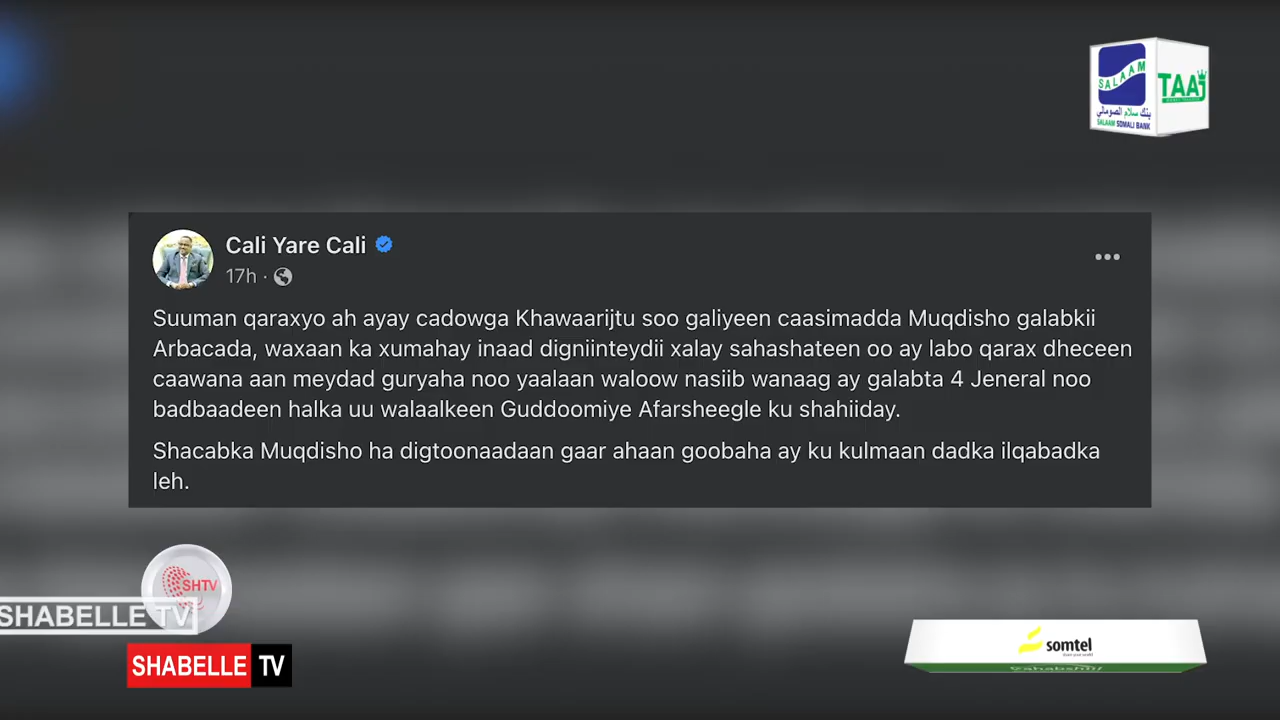 SALAAM
بنك سلام الصومالي
SALAAM SOMALI BANK
TAAJ
Cali Yare Cali
17h ·
Suuman qaraxyo ah ayay cadowga Khawaarijtu soo galiyeen caasimadda Muqdisho galabkii
Arbacada, waxaan ka xumahay inaad digniinteydii xalay sahashateen oo ay labo qarax dheceen
caawana aan meydad guryaha noo yaalaan waloow nasiib wanaag ay galabta 4 Jeneral noo
badbaadeen halka uu walaalkeen Guddoomiye Afarsheegle ku shahiiday.
Shacabka Muqdisho ha digtoonaadaan gaar ahaan goobaha ay ku kulmaan dadka ilqabadka
leh.
SHTV
SHABELLE TV
SHABELLE TV
somtel